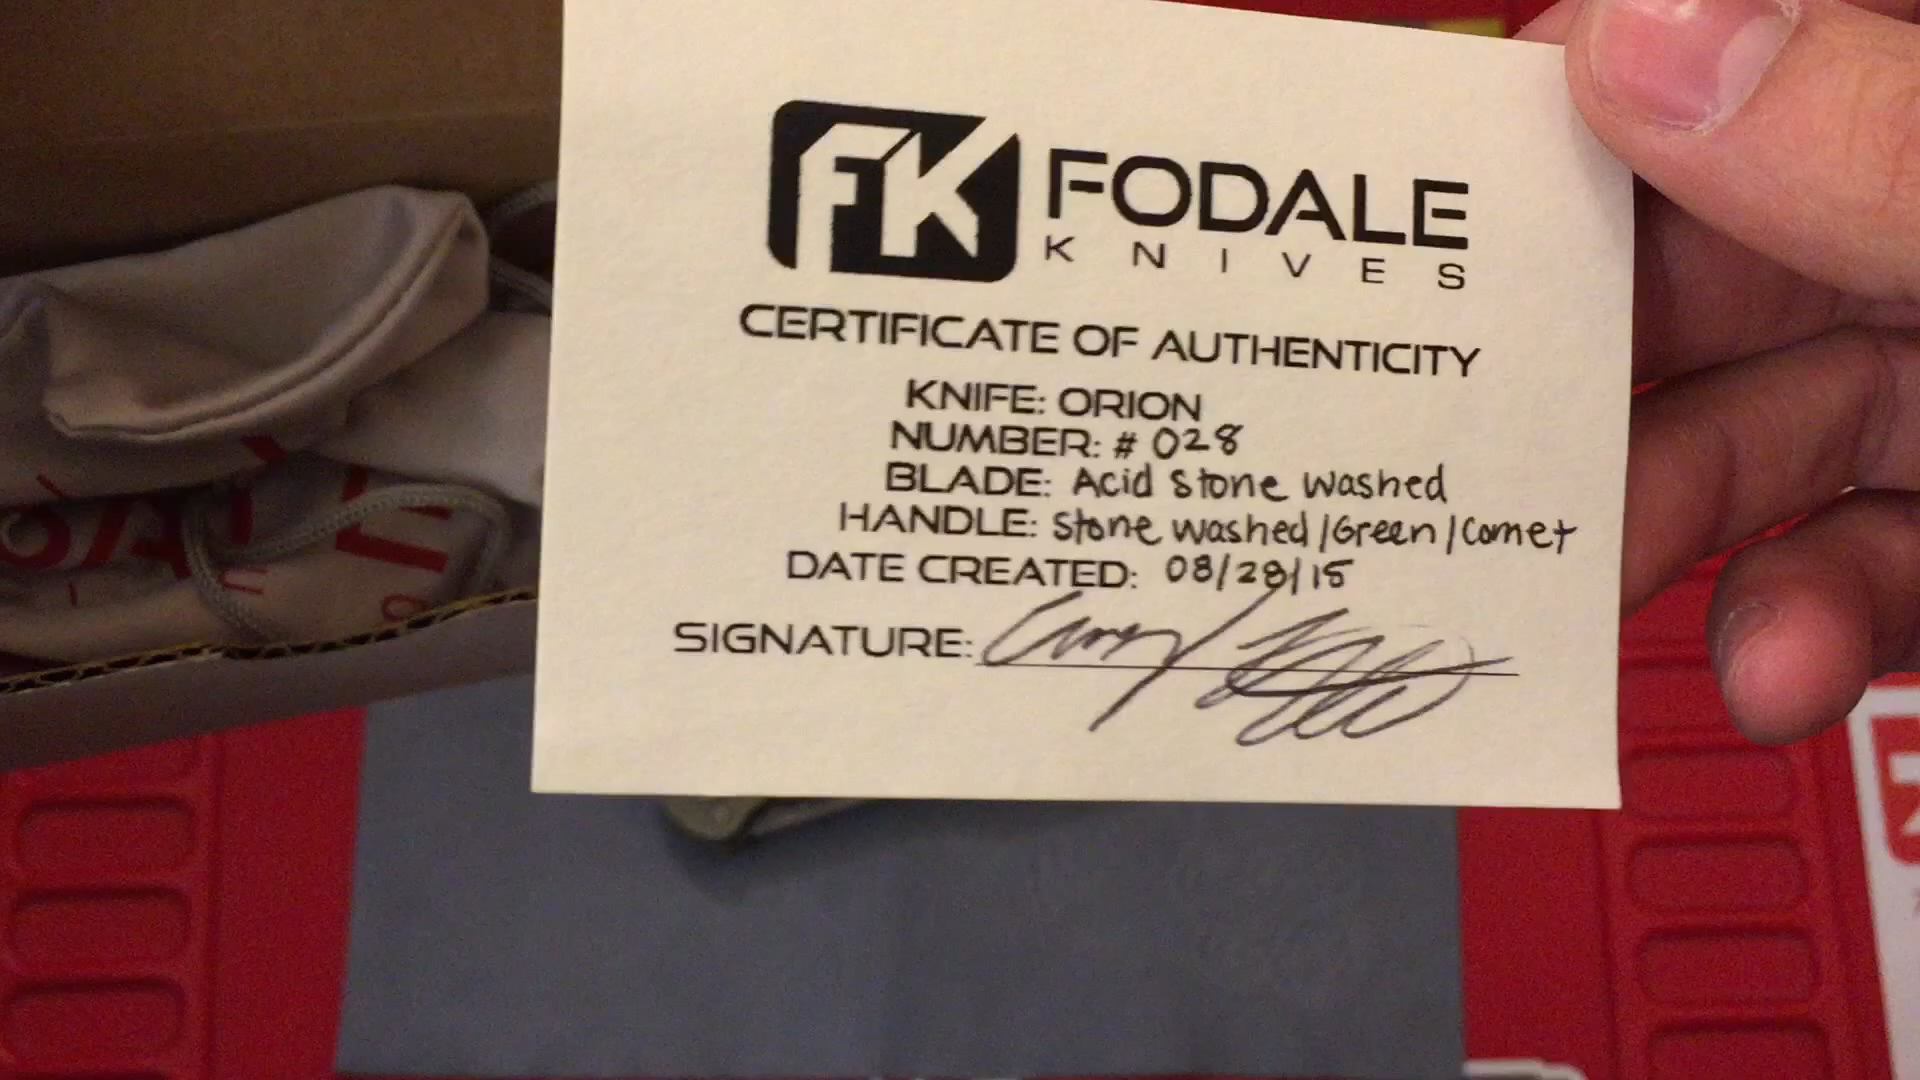 FK FODALE
KNIVES
CERTIFICATE OF AUTHENTICITY
KNIFE: ORION
NUMBER: # 028
BLADE: Acid Stone washed
HANDLE: Stone washed/Green/Comet
DATE CREATED: 08/28/15
SIGNATURE: